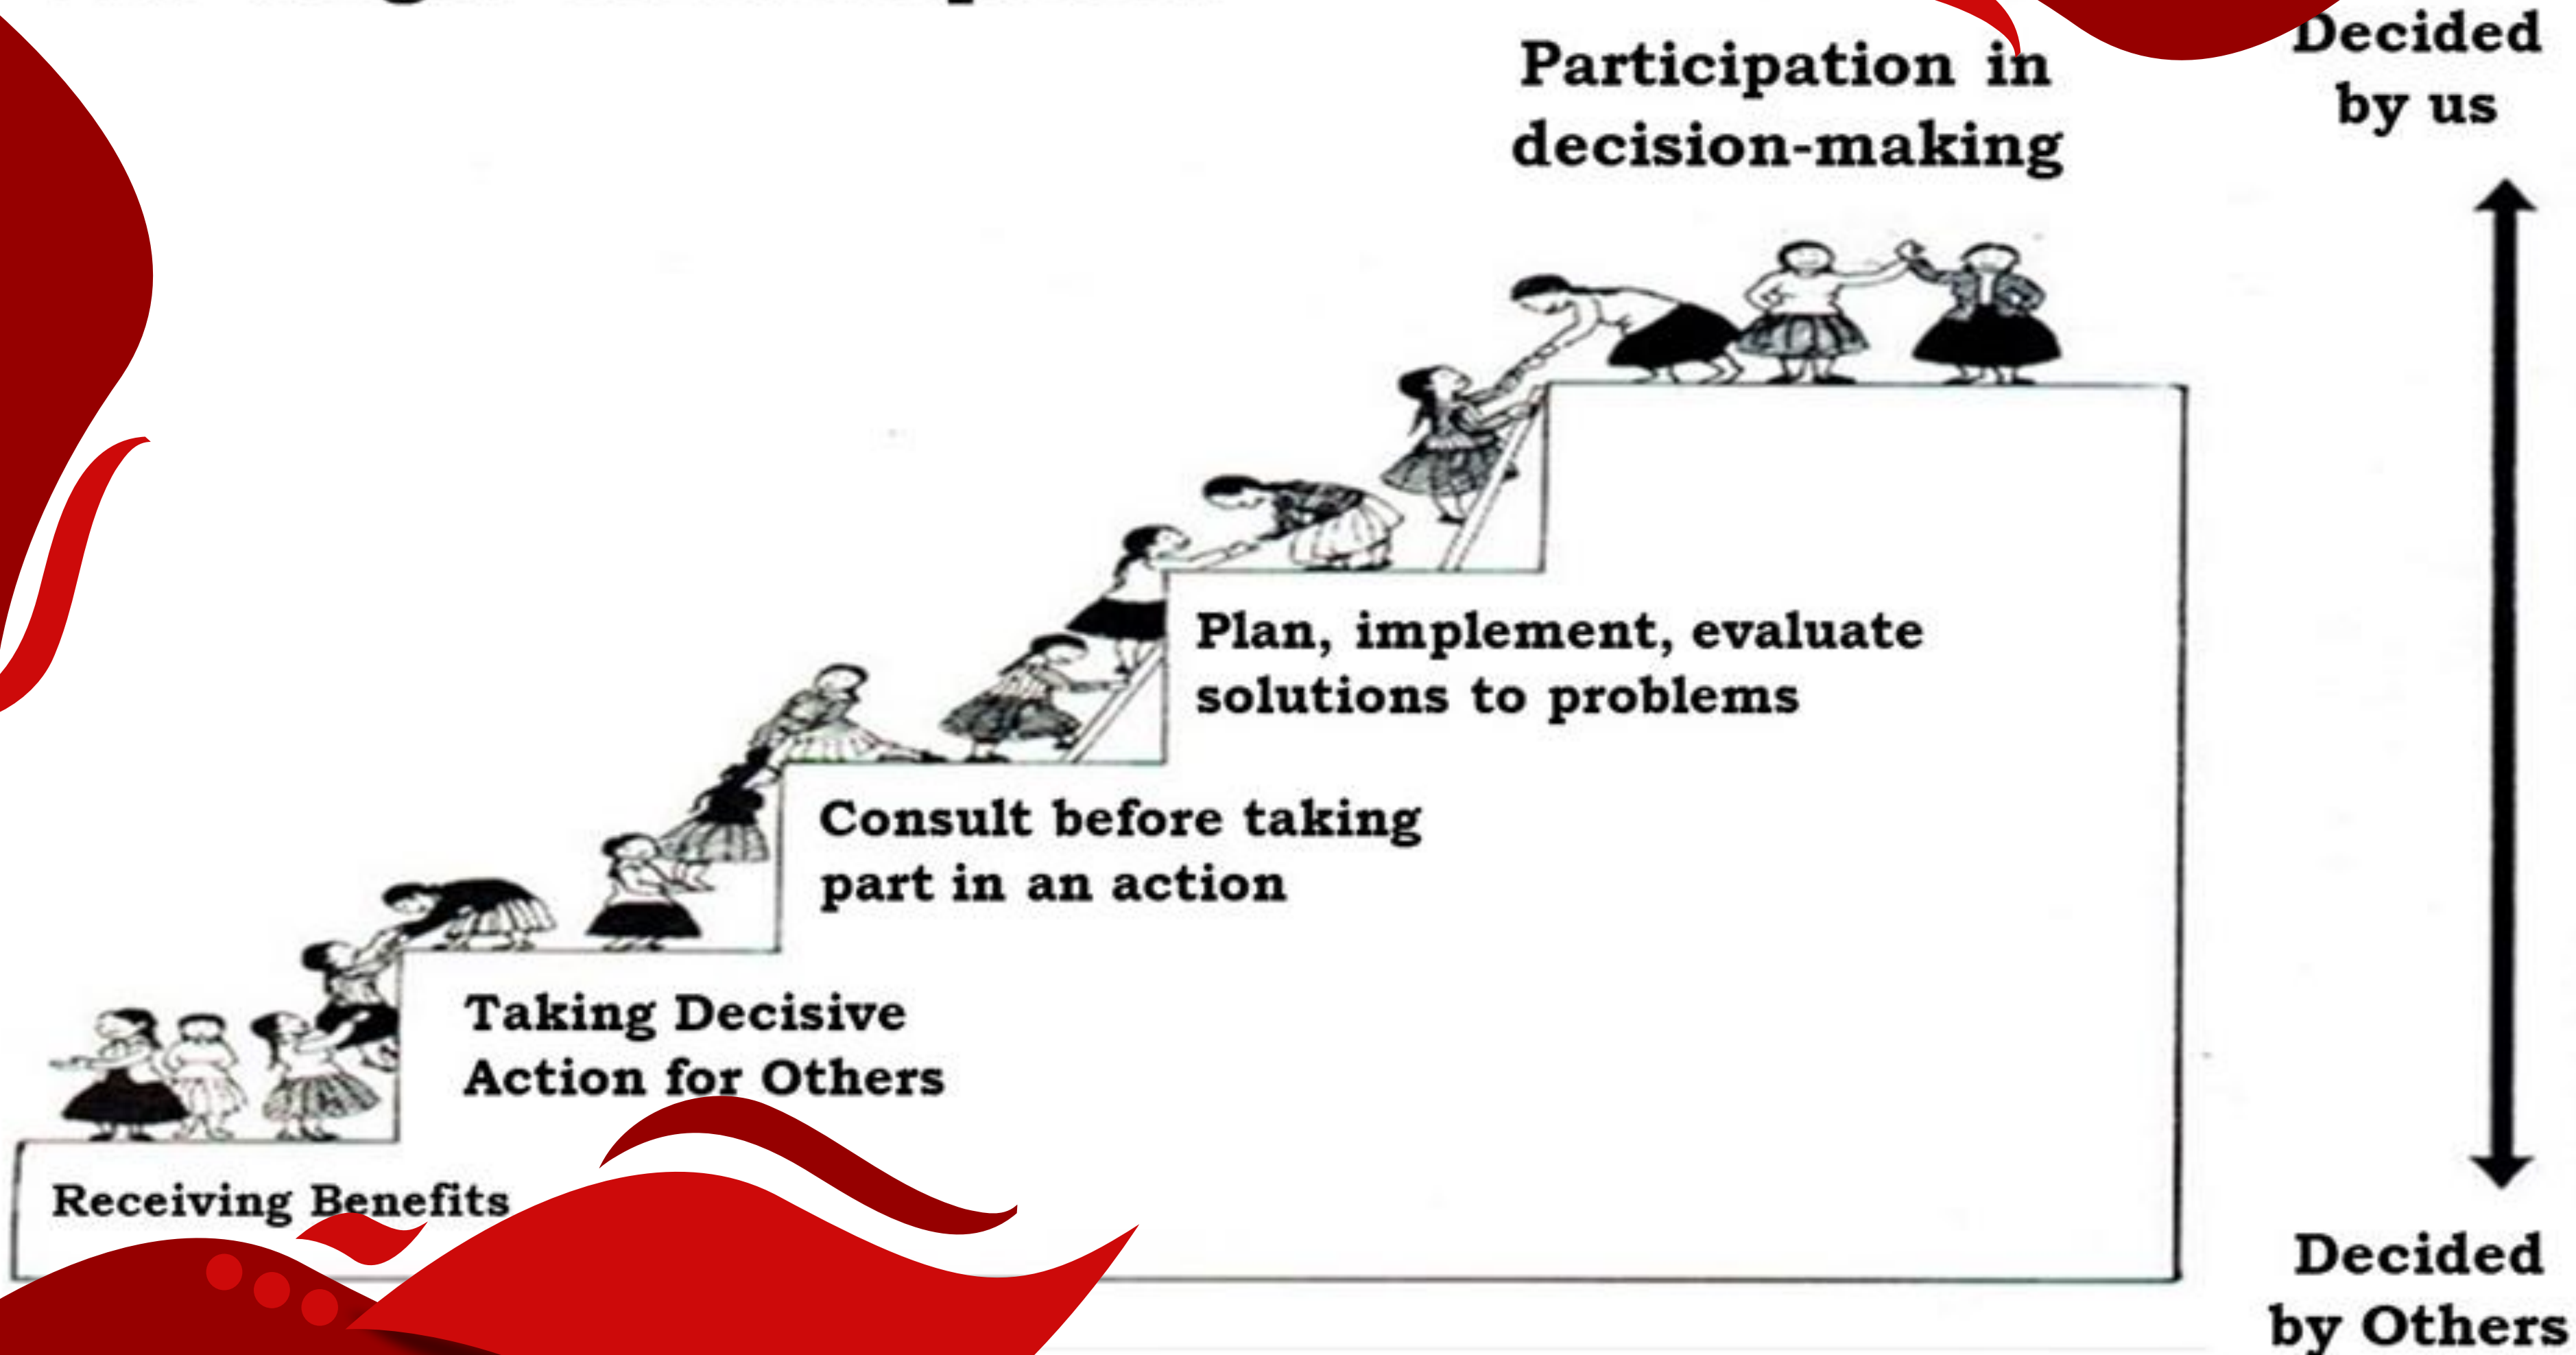 Participation in
decision-making
Decided
by us
Plan, implement, evaluate
solutions to problems
Consult before taking
part in an action
Taking Decisive
Action for Others
Receiving Benefits
Decided
by Others